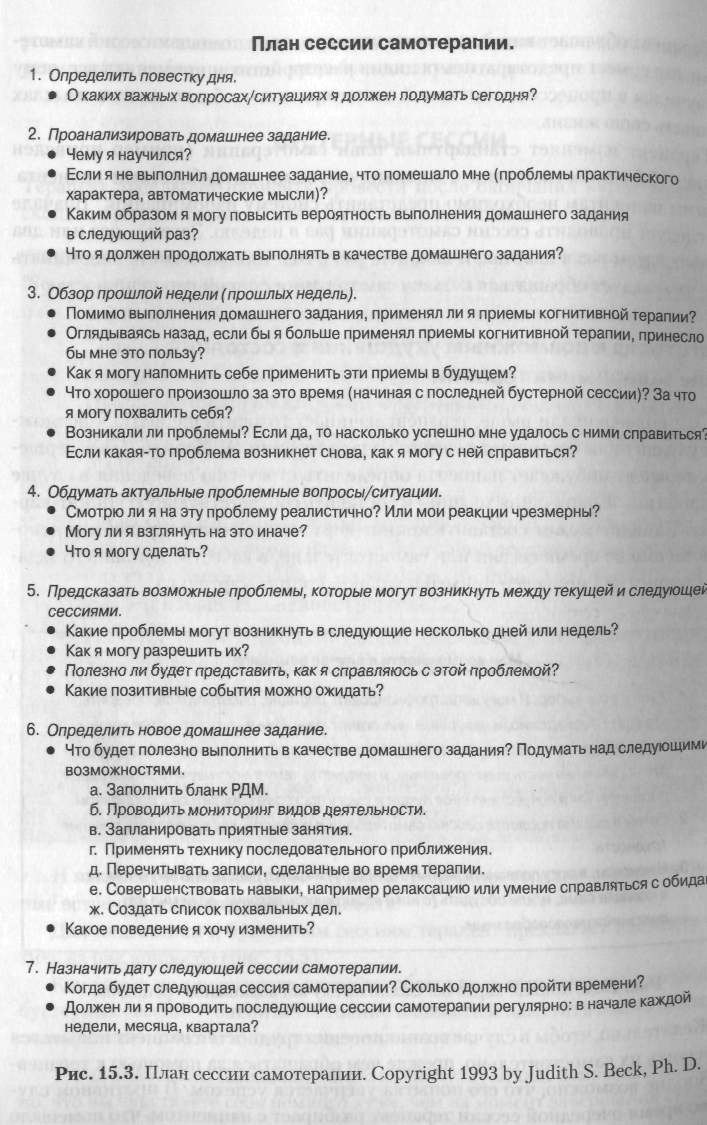 План сессии самотерапии.
1. Определить повестку дня.
● О каких важных вопросах/ситуациях я должен подумать сегодня?
2. Проанализировать домашнее задание.
● Чему я научился?
● Если я не выполнил домашнее задание, что помешало мне (проблемы практического
характера, автоматические мысли)?
● Каким образом я могу повысить вероятность выполнения домашнего задания
в следующий раз?
● Что я должен продолжать выполнять в качестве домашнего задания?
3. Обзор прошлой недели (прошлых недель).
● Помимо выполнения домашнего задания, применял ли я приемы когнитивной терапии?
● Оглядываясь назад, если бы я больше применял приемы когнитивной терапии, принесло
бы мне это пользу?
● Как я могу напомнить себе применить эти приемы в будущем?
● Что хорошего произошло за это время (начиная с последней бустерной сессии)? За что
я могу похвалить себя?
● Возникали ли проблемы? Если да, то насколько успешно мне удалось с ними справиться?
Если какая-то проблема возникнет снова, как я могу с ней справиться?
4. Обдумать актуальные проблемные вопросы/ситуации.
● Смотрю ли я на эту проблему реалистично? Или мои реакции чрезмерны?
● Могу ли я взглянуть на это иначе?
● Что я могу сделать?
5. Предсказать возможные проблемы, которые могут возникнуть между текущей и следующей
сессиями.
● Какие проблемы могут возникнуть в следующие несколько дней или недель?
● Как я могу разрешить их?
● Полезно ли будет представить, как я справляюсь с этой проблемой?
● Какие позитивные события можно ожидать?
6. Определить новое домашнее задание.
● Что будет полезно выполнить в качестве домашнего задания? Подумать над следующими
возможностями.
а. Заполнить бланк РДМ.
б. Проводить мониторинг видов деятельности.
в. Запланировать приятные занятия.
г. Применять технику последовательного приближения.
д. Перечитывать записи, сделанные во время терапии.
е. Совершенствовать навыки, например релаксацию или умение справляться с обида
ж. Создать список похвальных дел.
● Какое поведение я хочу изменить?
7. Назначить дату следующей сессии самотерапии.
● Когда будет следующая сессия самотерапии? Сколько должно пройти времени?
● Должен ли я проводить последующие сессии самотерапии регулярно: в начале каждой
недели, месяца, квартала?
Рис. 15.3. План сессии самотерапии. Copyright 1993 by Judith S. Beck, Ph. D.